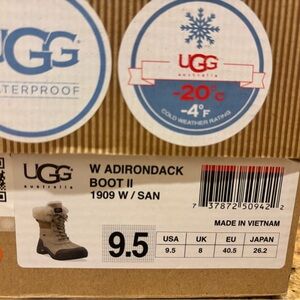 UGG
UGG
australia
-20°C
-4°F
COLD WEATHER RATING
UGG
australia
W ADIRONDACK
BOOT II
1909 W / SAN
7 37872 50942 2
MADE IN VIETNAM
9.5
USA UK EU JAPAN
9.5 8 40.5 26.2